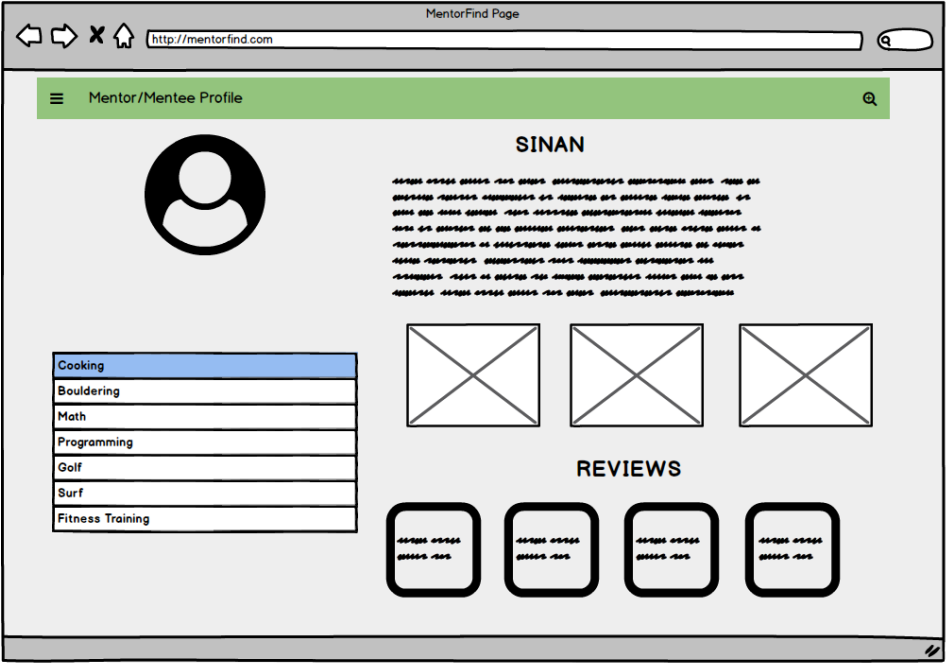 MentorFind Page
http://mentorfind.com
Mentor/Mentee Profile
SINAN
Cooking
Bouldering
Math
Programming
Golf
Surf
Fitness Training
REVIEWS